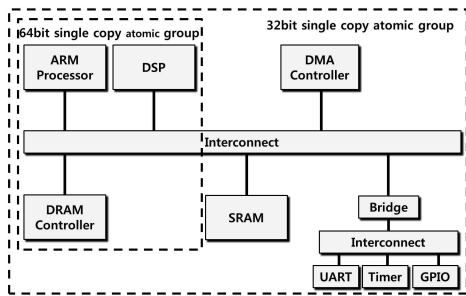 64bit single copy atomic group
32bit single copy atomic group
ARM
Processor
DSP
DMA
Controller
Interconnect
DRAM
Controller
SRAM
Bridge
Interconnect
UART
Timer
GPIO